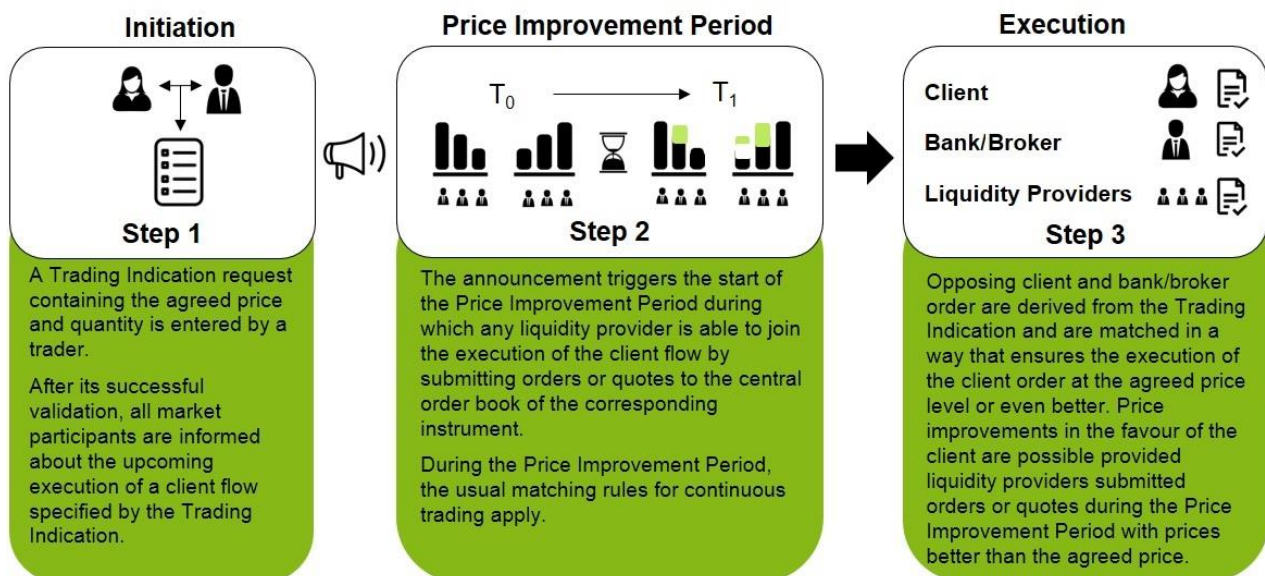 Initiation
Step 1
A Trading Indication request
containing the agreed price
and quantity is entered by a
trader.
After its successful
validation, all market
participants are informed
about the upcoming
execution of a client flow
specified by the Trading
Indication.
Price Improvement Period
T0
T1
Step 2
The announcement triggers the start of
the Price Improvement Period during
which any liquidity provider is able to join
the execution of the client flow by
submitting orders or quotes to the central
order book of the corresponding
instrument.
During the Price Improvement Period,
the usual matching rules for continuous
trading apply.
Execution
Client
Bank/Broker
Liquidity Providers
Step 3
Opposing client and bank/broker
order are derived from the Trading
Indication and are matched in a
way that ensures the execution of
the client order at the agreed price
level or even better. Price
improvements in the favour of the
client are possible provided
liquidity providers submitted
orders or quotes during the Price
Improvement Period with prices
better than the agreed price.